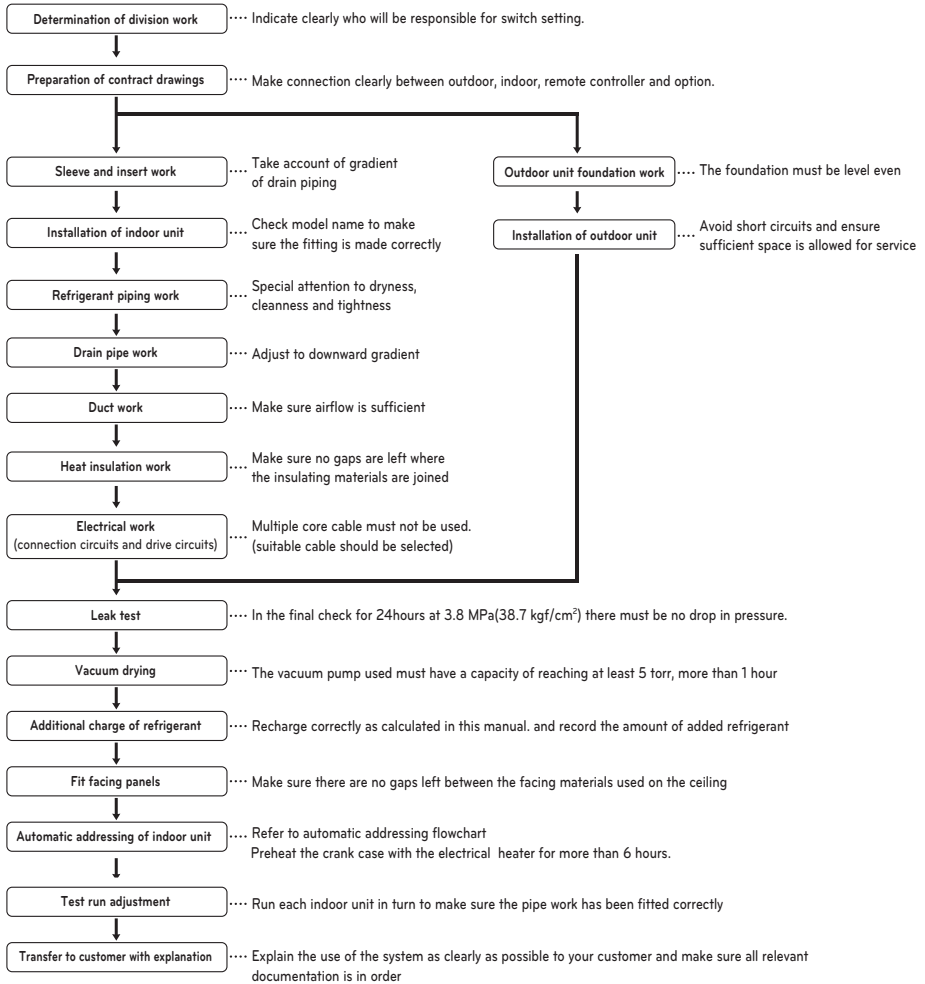 Determination of division work
···· Indicate clearly who will be responsible for switch setting.
Preparation of contract drawings
···· Make connection clearly between outdoor, indoor, remote controller and option.
Sleeve and insert work
···· Take account of gradient
of drain piping
Outdoor unit foundation work
···· The foundation must be level even
Installation of indoor unit
···· Check model name to make
sure the fitting is made correctly
Installation of outdoor unit
···· Avoid short circuits and ensure
sufficient space is allowed for service
Refrigerant piping work
···· Special attention to dryness,
cleanness and tightness
Drain pipe work
···· Adjust to downward gradient
Duct work
···· Make sure airflow is sufficient
Heat insulation work
···· Make sure no gaps are left where
the insulating materials are joined
Electrical work
(connection circuits and drive circuits)
···· Multiple core cable must not be used.
(suitable cable should be selected)
Leak test
···· In the final check for 24hours at 3.8 MPa(38.7 kgf/cm²) there must be no drop in pressure.
Vacuum drying
···· The vacuum pump used must have a capacity of reaching at least 5 torr, more than 1 hour
Additional charge of refrigerant
···· Recharge correctly as calculated in this manual. and record the amount of added refrigerant
Fit facing panels
···· Make sure there are no gaps left between the facing materials used on the ceiling
Automatic addressing of indoor unit
···· Refer to automatic addressing flowchart
Preheat the crank case with the electrical heater for more than 6 hours.
Test run adjustment
···· Run each indoor unit in turn to make sure the pipe work has been fitted correctly
Transfer to customer with explanation
···· Explain the use of the system as clearly as possible to your customer and make sure all relevant
documentation is in order